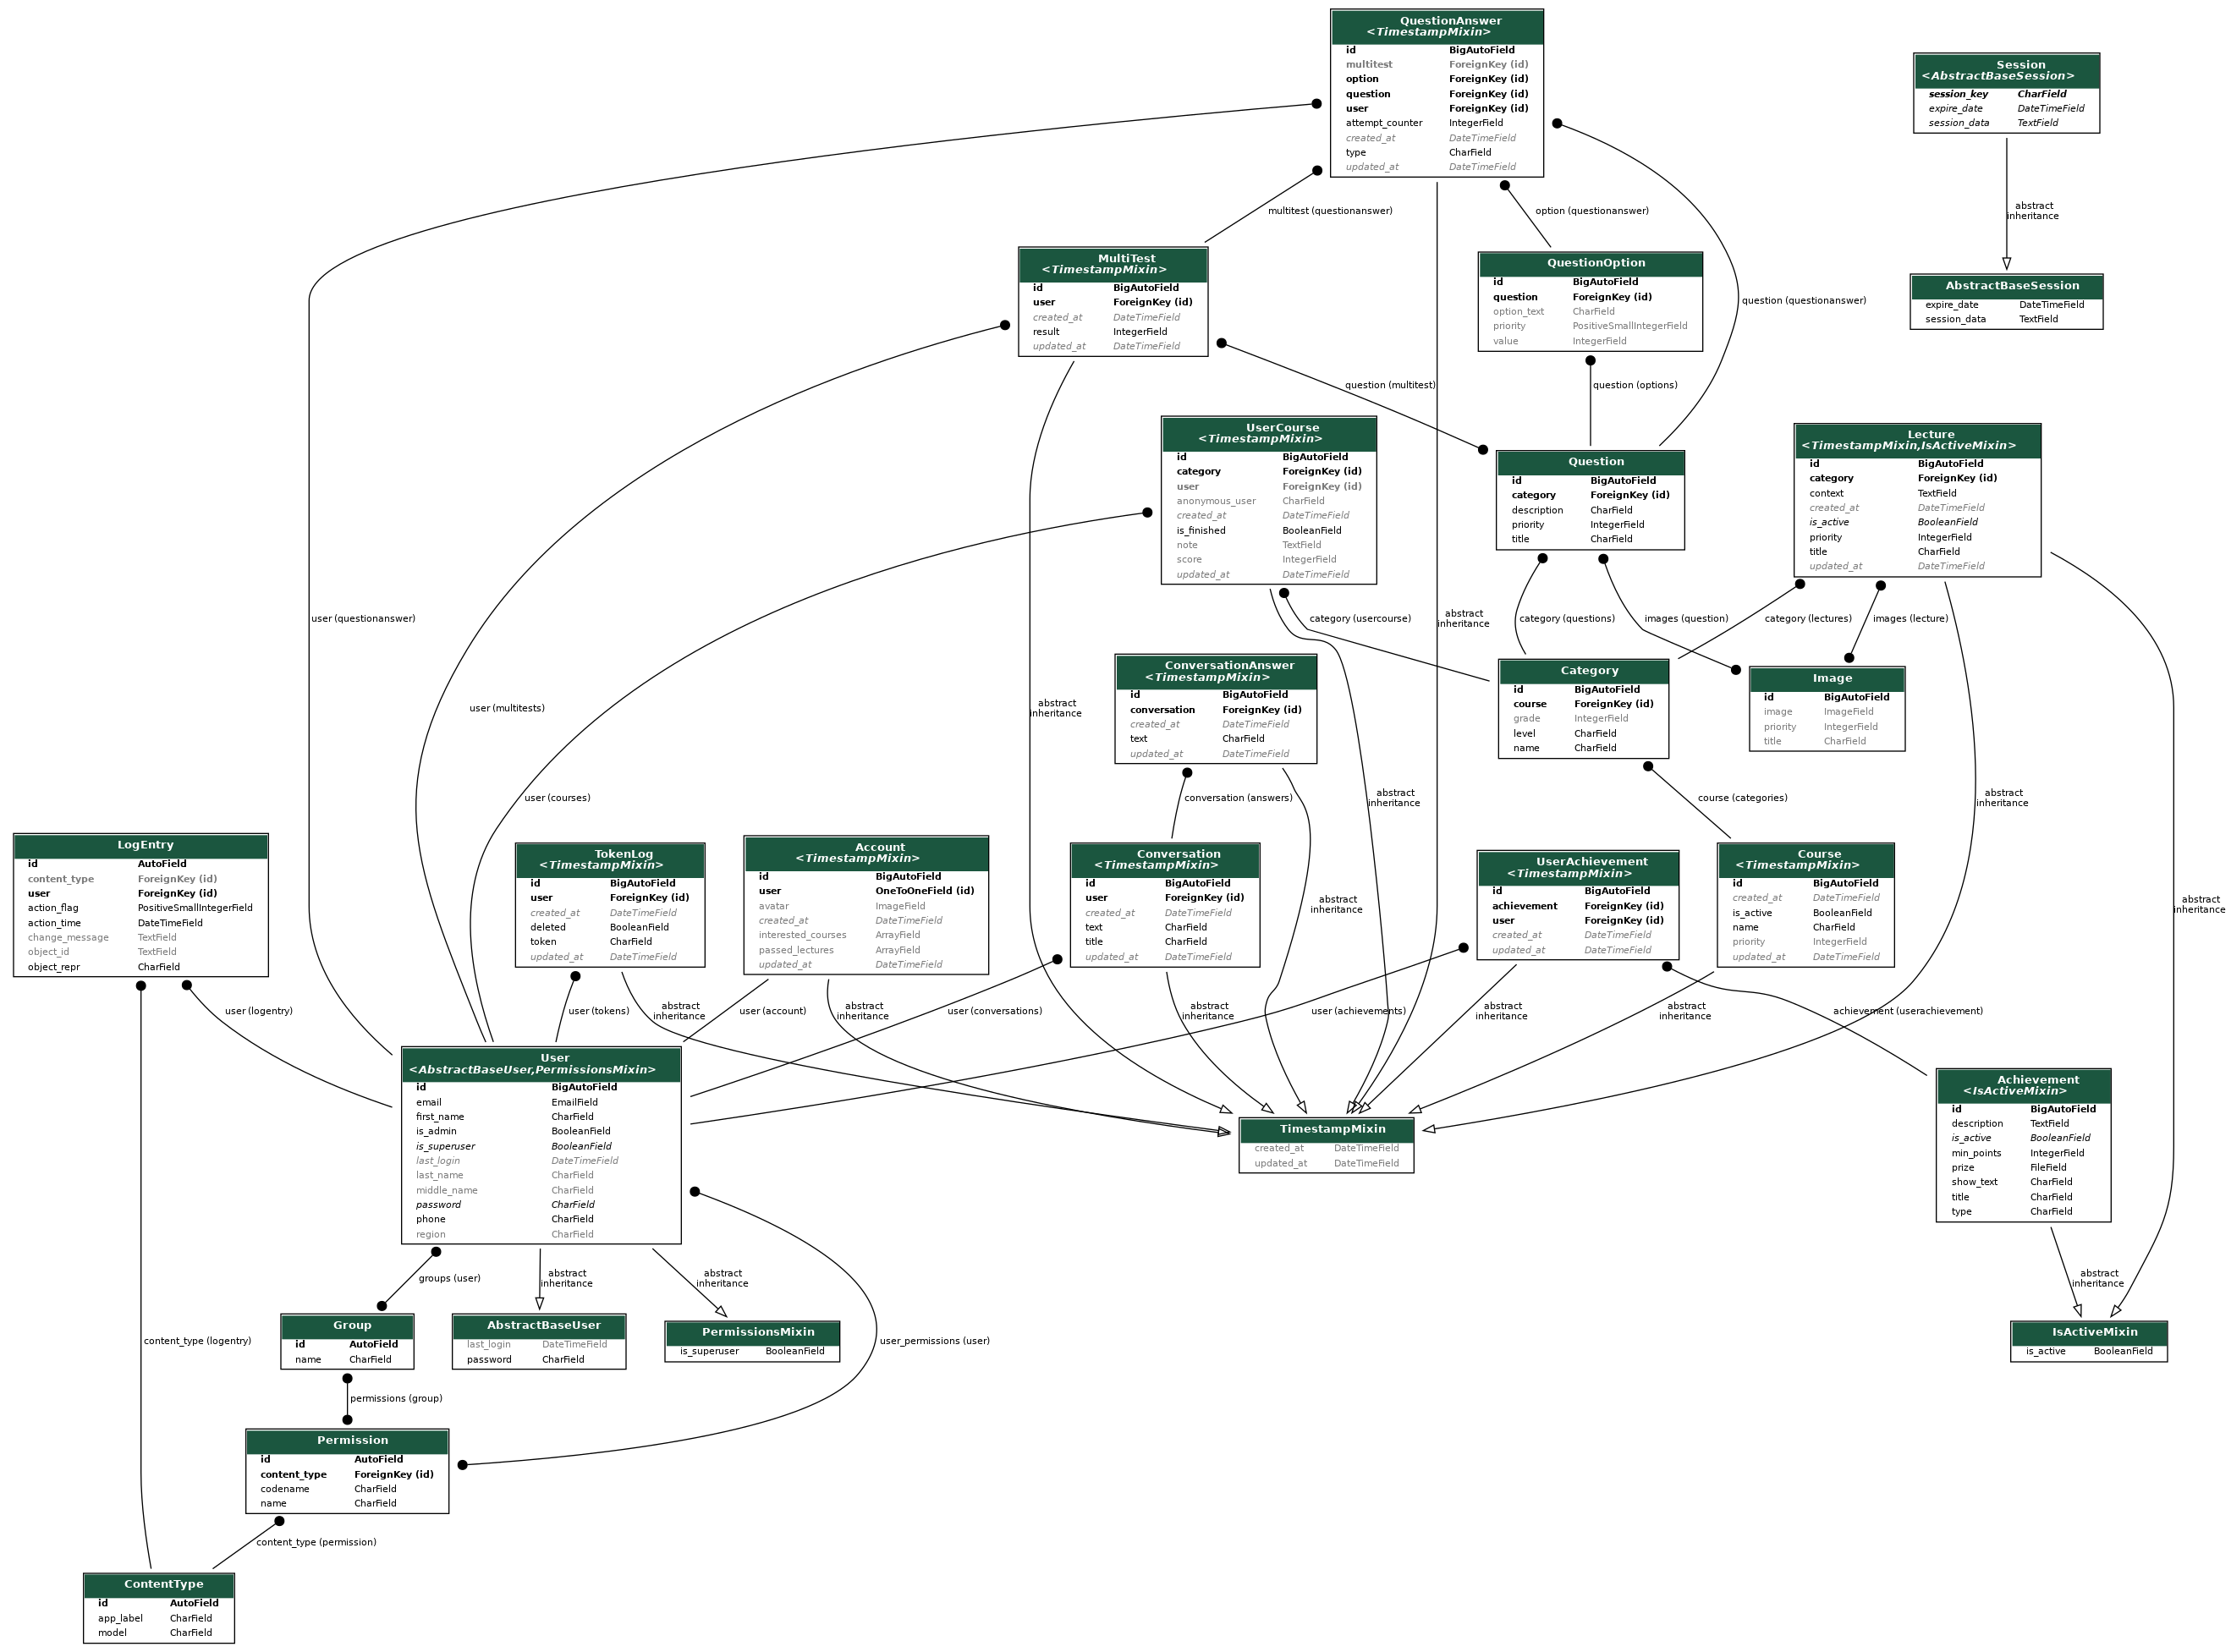 QuestionAnswer
<TimestampMixin>
id BigAutoField
multitest ForeignKey (id)
option ForeignKey (id)
question ForeignKey (id)
user ForeignKey (id)
attempt_counter IntegerField
created_at DateTimeField
type CharField
updated_at DateTimeField
Session
<AbstractBaseSession>
session_key CharField
expire_date DateTimeField
session_data TextField
multitest (questionanswer)
option (questionanswer)
abstract
inheritance
MultiTest
<TimestampMixin>
id BigAutoField
user ForeignKey (id)
created_at DateTimeField
result IntegerField
updated_at DateTimeField
QuestionOption
id BigAutoField
question ForeignKey (id)
option_text CharField
priority PositiveSmallIntegerField
value IntegerField
question (questionanswer)
AbstractBaseSession
expire_date DateTimeField
session_data TextField
question (multitest)
question (options)
UserCourse
<TimestampMixin>
id BigAutoField
category ForeignKey (id)
user ForeignKey (id)
anonymous_user CharField
created_at DateTimeField
is_finished BooleanField
note TextField
score IntegerField
updated_at DateTimeField
Question
id BigAutoField
category ForeignKey (id)
description CharField
priority IntegerField
title CharField
Lecture
<TimestampMixin,IsActiveMixin>
id BigAutoField
category ForeignKey (id)
context TextField
created_at DateTimeField
is_active BooleanField
priority IntegerField
title CharField
updated_at DateTimeField
user (questionanswer)
category (usercourse)
abstract
inheritance
category (questions)
images (question)
category (lectures)
images (lecture)
user (multitests)
abstract
inheritance
ConversationAnswer
<TimestampMixin>
id BigAutoField
conversation ForeignKey (id)
created_at DateTimeField
text CharField
updated_at DateTimeField
Category
id BigAutoField
course ForeignKey (id)
grade IntegerField
level CharField
name CharField
Image
id BigAutoField
image ImageField
priority IntegerField
title CharField
user (courses)
conversation (answers)
abstract
inheritance
course (categories)
abstract
inheritance
LogEntry
id AutoField
content_type ForeignKey (id)
user ForeignKey (id)
action_flag PositiveSmallIntegerField
action_time DateTimeField
change_message TextField
object_id TextField
object_repr CharField
TokenLog
<TimestampMixin>
id BigAutoField
user ForeignKey (id)
created_at DateTimeField
deleted BooleanField
token CharField
updated_at DateTimeField
Account
<TimestampMixin>
id BigAutoField
user OneToOneField (id)
avatar ImageField
created_at DateTimeField
interested_courses ArrayField
passed_lectures ArrayField
updated_at DateTimeField
Conversation
<TimestampMixin>
id BigAutoField
user ForeignKey (id)
created_at DateTimeField
text CharField
title CharField
updated_at DateTimeField
abstract
inheritance
UserAchievement
<TimestampMixin>
id BigAutoField
achievement ForeignKey (id)
user ForeignKey (id)
created_at DateTimeField
updated_at DateTimeField
Course
<TimestampMixin>
id BigAutoField
created_at DateTimeField
is_active BooleanField
name CharField
priority IntegerField
updated_at DateTimeField
abstract
inheritance
user (logentry)
user (tokens)
abstract
inheritance
user (account)
abstract
inheritance
user (conversations)
abstract
inheritance
user (achievements)
abstract
inheritance
abstract
inheritance
achievement (userachievement)
User
<AbstractBaseUser,PermissionsMixin>
id BigAutoField
email EmailField
first_name CharField
is_admin BooleanField
is_superuser BooleanField
last_login DateTimeField
last_name CharField
middle_name CharField
password CharField
phone CharField
region CharField
TimestampMixin
created_at DateTimeField
updated_at DateTimeField
Achievement
<IsActiveMixin>
id BigAutoField
description TextField
is_active BooleanField
min_points IntegerField
prize FileField
show_text CharField
title CharField
type CharField
groups (user)
abstract
inheritance
abstract
inheritance
abstract
inheritance
content_type (logentry)
Group
id AutoField
name CharField
AbstractBaseUser
last_login DateTimeField
password CharField
PermissionsMixin
is_superuser BooleanField
user_permissions (user)
IsActiveMixin
is_active BooleanField
permissions (group)
Permission
id AutoField
content_type ForeignKey (id)
codename CharField
name CharField
content_type (permission)
ContentType
id AutoField
app_label CharField
model CharField